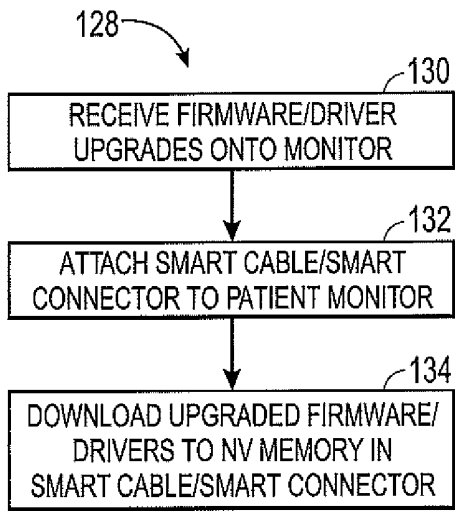 128
130
RECEIVE FIRMWARE/DRIVER
UPGRADES ONTO MONITOR
132
ATTACH SMART CABLE/SMART
CONNECTOR TO PATIENT MONITOR
134
DOWNLOAD UPGRADED FIRMWARE/
DRIVERS TO NV MEMORY IN
SMART CABLE/SMART CONNECTOR